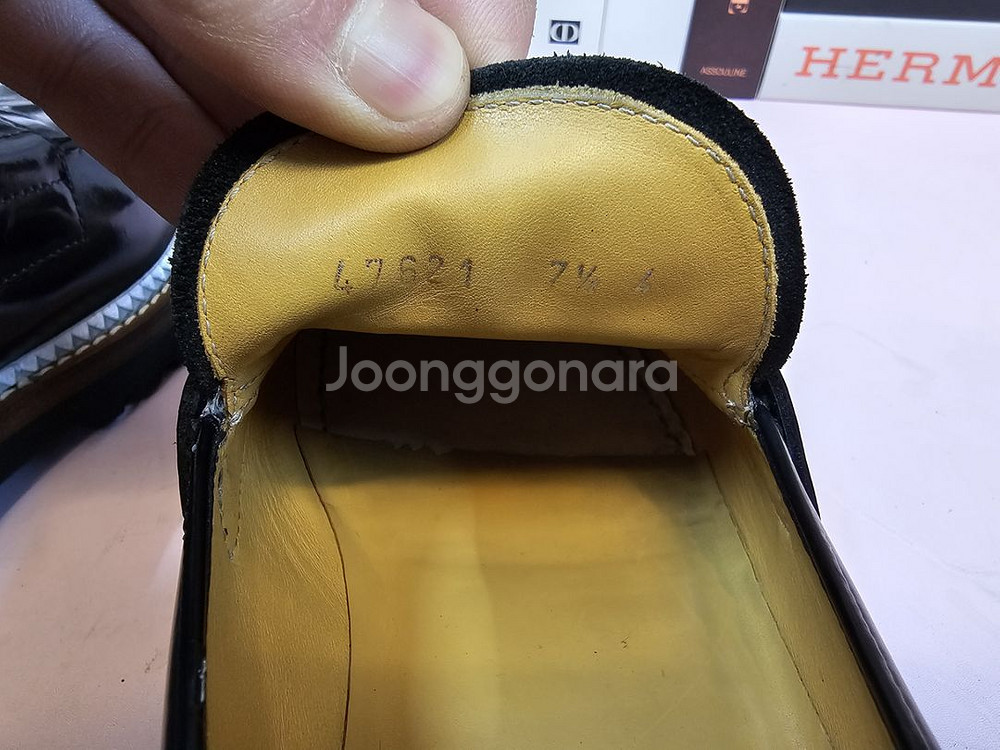 HERM
ASSOULINE
47621 7½ 4
Joonggonara